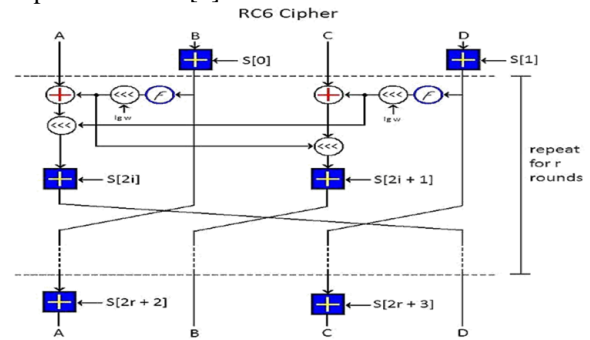 RC6 Cipher
A B C D
S[0] S[1]
<<< F <<< F
lg w lg w
<<< <<<
repeat
for r
rounds
S[2i] S[2i + 1]
S[2r + 2] S[2r + 3]
A B C D